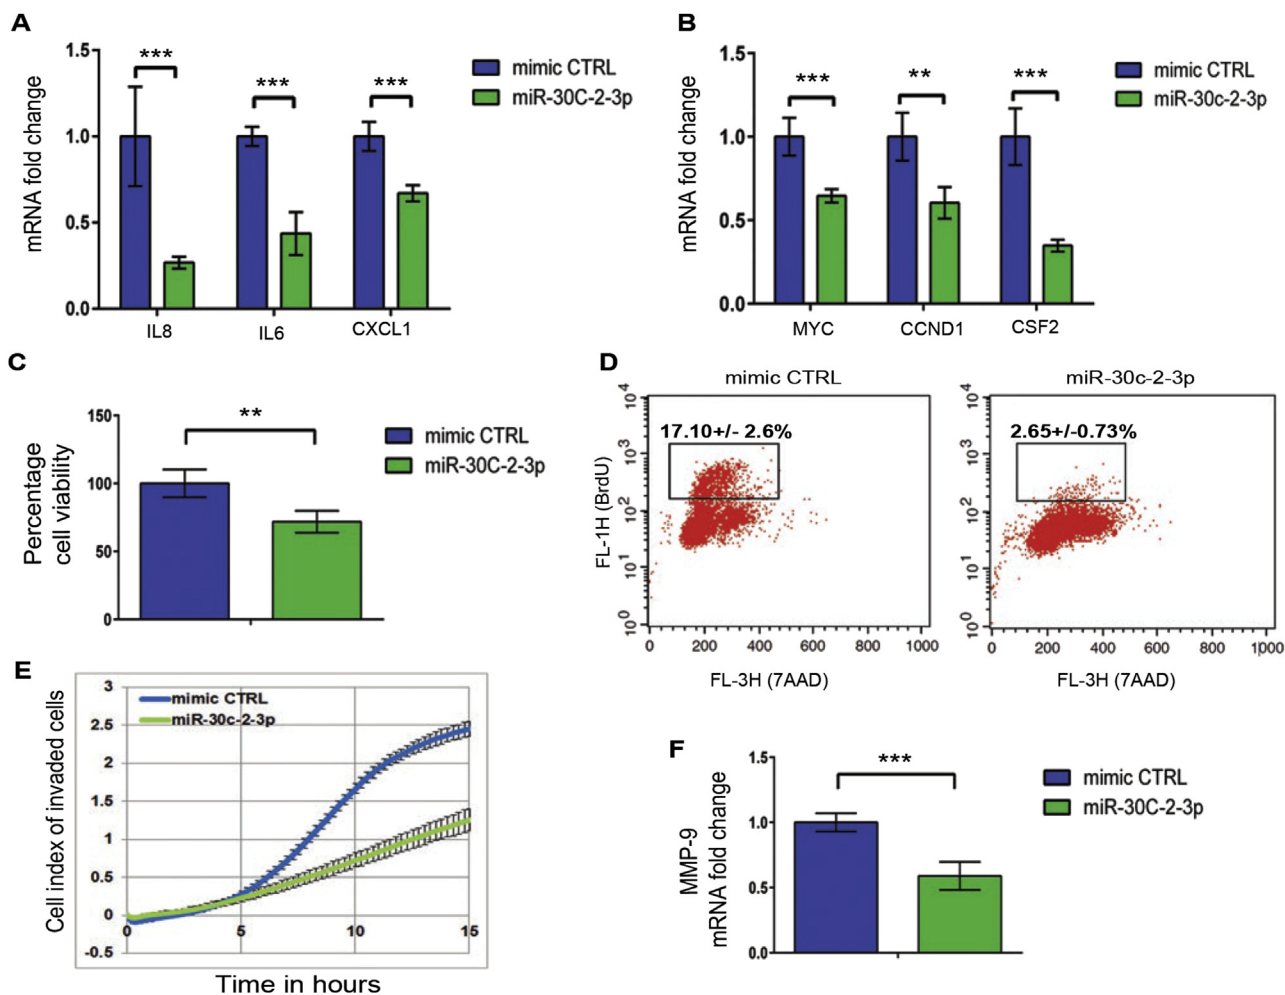 A
mRNA fold change
1.5
1.0
0.5
0.0
***
***
***
IL8
IL6
CXCL1
mimic CTRL
miR-30C-2-3p
B
mRNA fold change
1.5
1.0
0.5
0.0
***
**
***
MYC
CCND1
CSF2
mimic CTRL
miR-30c-2-3p
C
Percentage
cell viability
150
100
50
0
**
mimic CTRL
miR-30C-2-3p
D
mimic CTRL
FL-1H (BrdU)
10^4
10^3
10^2
10^1
10^0
17.10+/- 2.6%
0 200 400 600 800 1000
FL-3H (7AAD)
miR-30c-2-3p
10^4
10^3
10^2
10^1
10^0
2.65+/-0.73%
0 200 400 600 800 1000
FL-3H (7AAD)
E
Cell index of invaded cells
3
2.5
2
1.5
1
0.5
0
-0.5
mimic CTRL
miR-30c-2-3p
0 5 10 15
Time in hours
F
MMP-9
mRNA fold change
1.5
1.0
0.5
0.0
***
mimic CTRL
miR-30C-2-3p